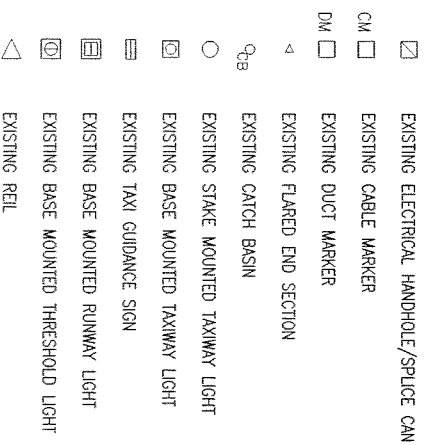 EXISTING ELECTRICAL HANDHOLE/SPLICE CAN
CM EXISTING CABLE MARKER
DM EXISTING DUCT MARKER
EXISTING FLARED END SECTION
CB EXISTING CATCH BASIN
EXISTING STAKE MOUNTED TAXIWAY LIGHT
EXISTING BASE MOUNTED TAXIWAY LIGHT
EXISTING TAXI GUIDANCE SIGN
EXISTING BASE MOUNTED RUNWAY LIGHT
EXISTING BASE MOUNTED THRESHOLD LIGHT
EXISTING REIL